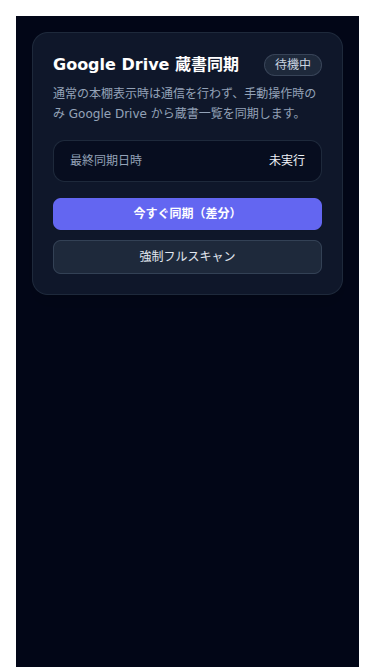 Google Drive 蔵書同期
待機中
通常の本棚表示時は通信を行わず、手動操作時の
み Google Drive から蔵書一覧を同期します。
最終同期日時
未実行
今すぐ同期（差分）
強制フルスキャン